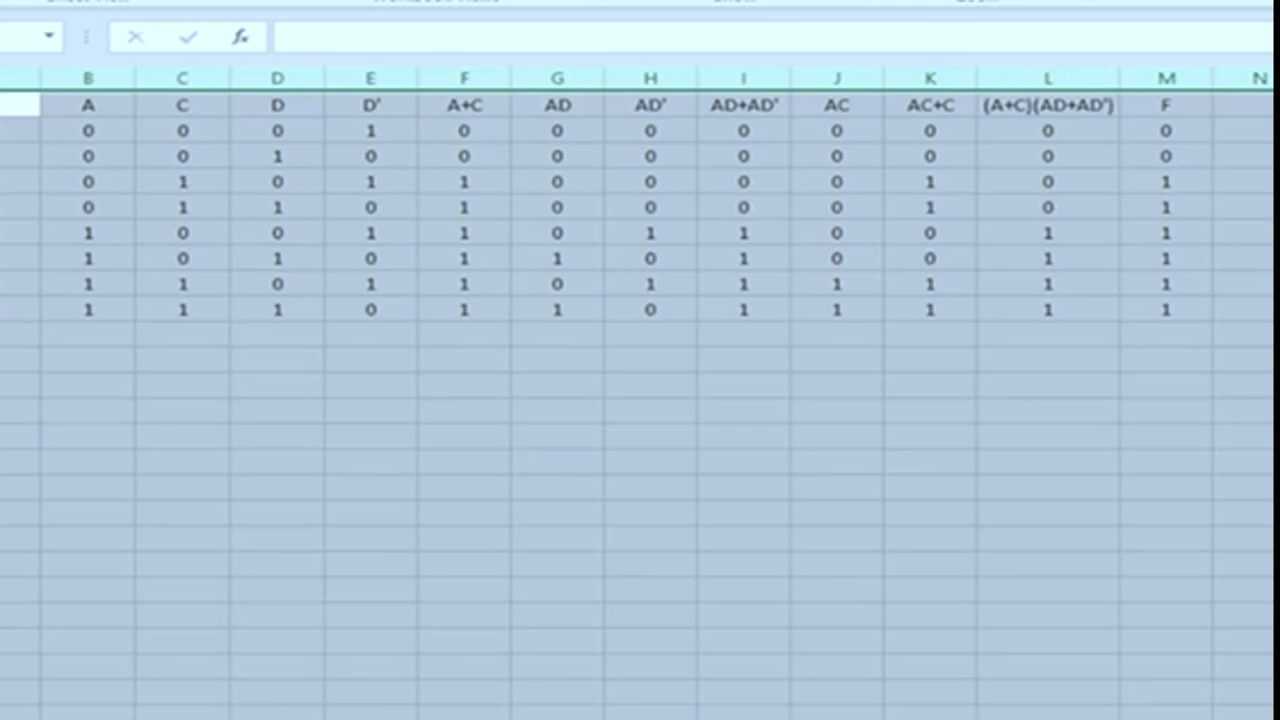 fx
B C D E F G H I J K L M N
A C D D' A+C AD AD' AD+AD' AC AC+C (A+C)(AD+AD') F
0 0 0 1 0 0 0 0 0 0 0 0
0 0 1 0 0 0 0 0 0 0 0 0
0 1 0 1 1 0 0 0 0 1 0 1
0 1 1 0 1 0 0 0 0 1 0 1
1 0 0 1 1 0 1 1 0 0 1 1
1 0 1 0 1 1 0 1 0 0 1 1
1 1 0 1 1 0 1 1 1 1 1 1
1 1 1 0 1 1 0 1 1 1 1 1